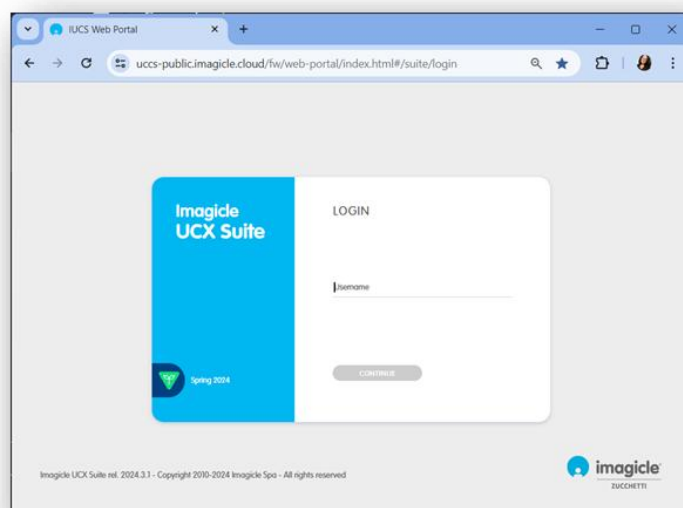 IUCS Web Portal
uccs-public.imagicle.cloud/fw/web-portal/index.html#/suite/login
Imagicle
UCX Suite
LOGIN
Username
CONTINUE
Spring 2024
Imagicle UCX Suite rel. 2024.3.1 - Copyright 2010-2024 Imagicle Spa - All rights reserved
imagicle
ZUCCHETTI